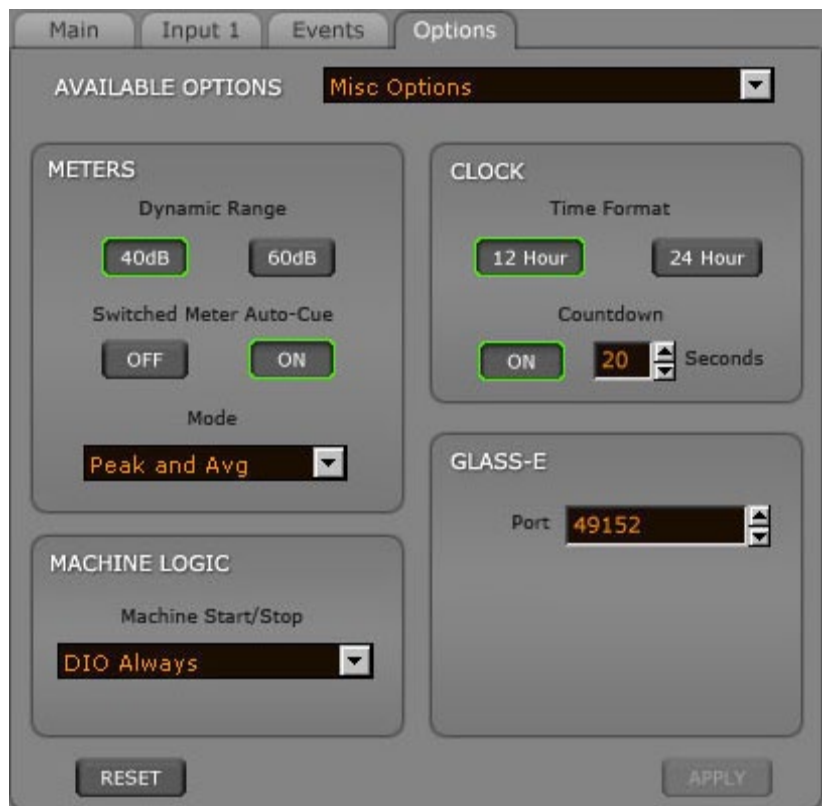 Main Input 1 Events Options
AVAILABLE OPTIONS Misc Options
METERS
Dynamic Range
40dB 60dB
Switched Meter Auto-Cue
OFF ON
Mode
Peak and Avg
MACHINE LOGIC
Machine Start/Stop
DIO Always
CLOCK
Time Format
12 Hour 24 Hour
Countdown
ON 20 Seconds
GLASS-E
Port 49152
RESET APPLY